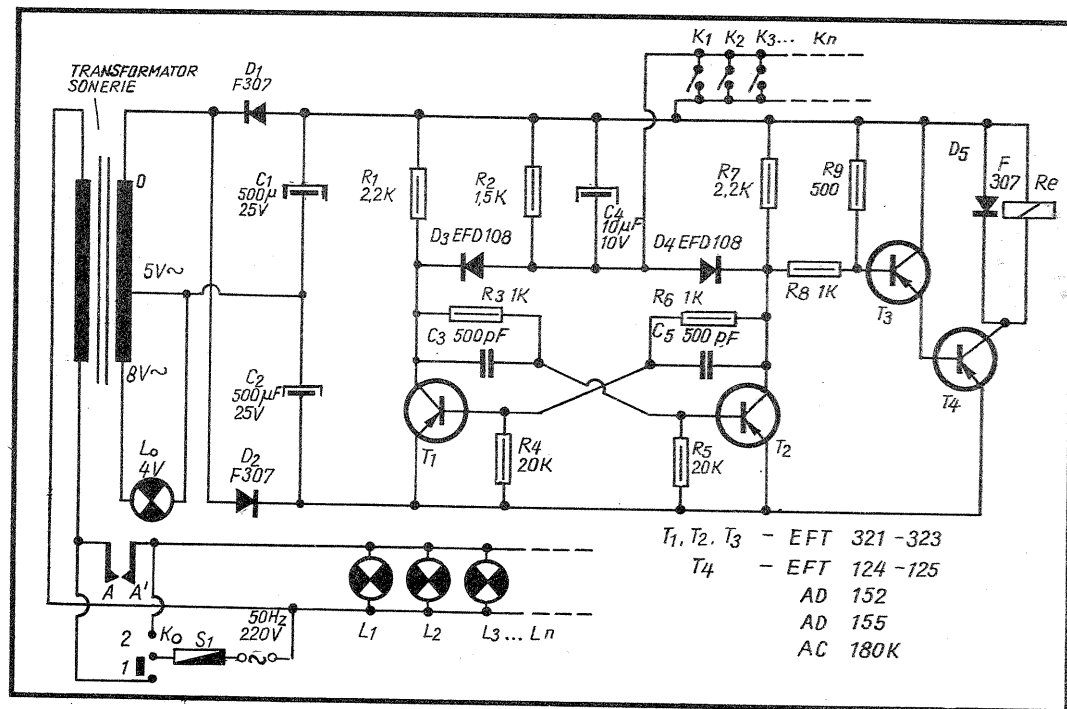 TRANSFORMATOR
SONERIE
D1
F307
K1 K2 K3... Kn
0
C1
500µ
25V
R1
2,2K
R2
1,5K
C4
10µF
10V
R7
2,2K
R9
500
D5
F
307
Re
D3 EFD108
D4 EFD108
5V~
R3 1K
C3 500pF
R6 1K
C5 500pF
R8 1K
T3
8V~
C2
500µF
25V
T4
L0
4V
D2
F307
T1
R4
20K
R5
20K
T2
T1, T2, T3 - EFT 321-323
T4 - EFT 124-125
AD 152
AD 155
AC 180K
A A'
2
K0
1
S1
50Hz
220V
~
L1 L2 L3...Ln